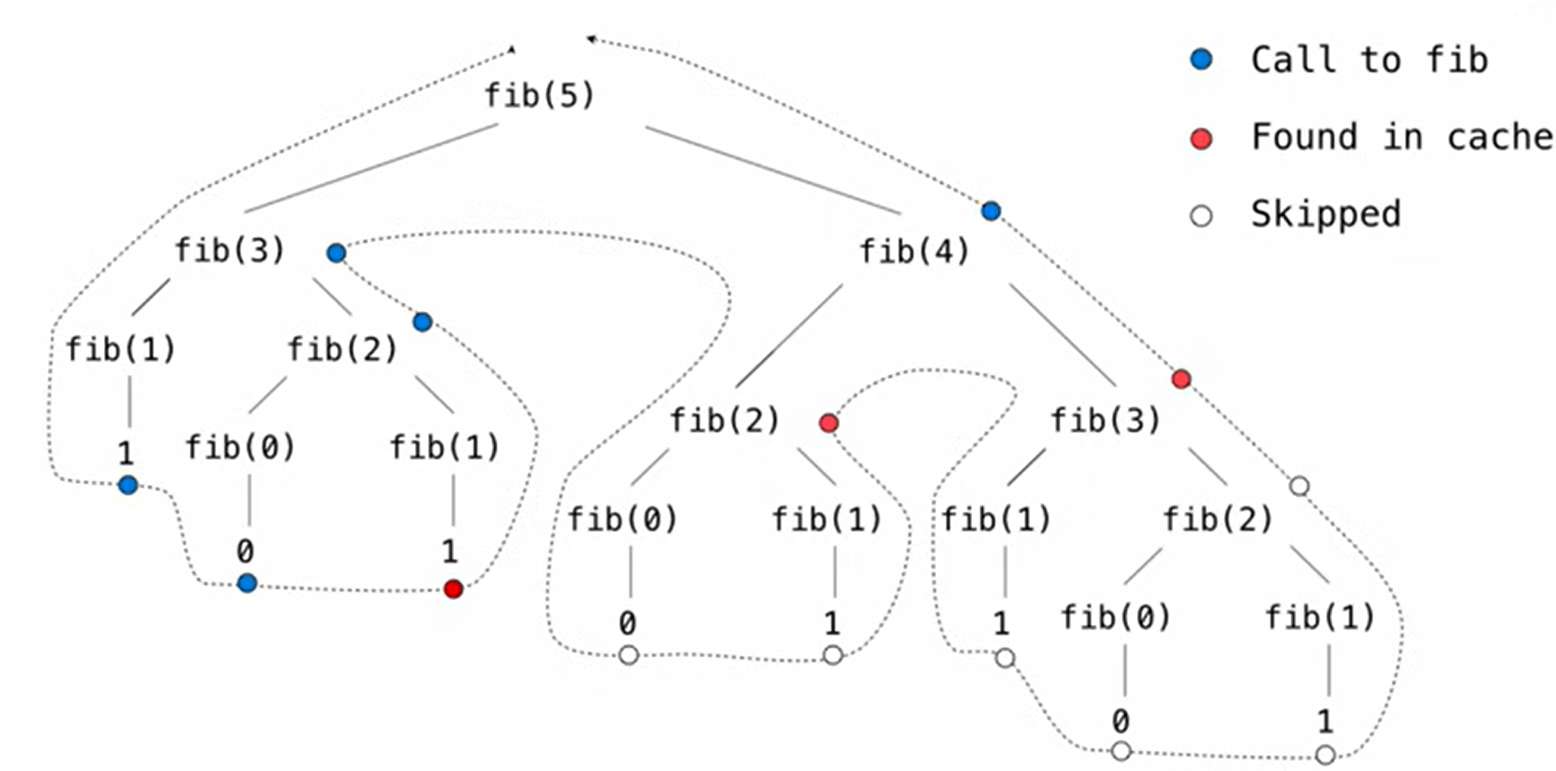 Call to fib
fib(5)
Found in cache
Skipped
fib(3) fib(4)
fib(1) fib(2)
fib(2) fib(3)
1 fib(0) fib(1)
fib(0) fib(1) fib(1) fib(2)
0 1
fib(0) fib(1)
0 1 1
0 1